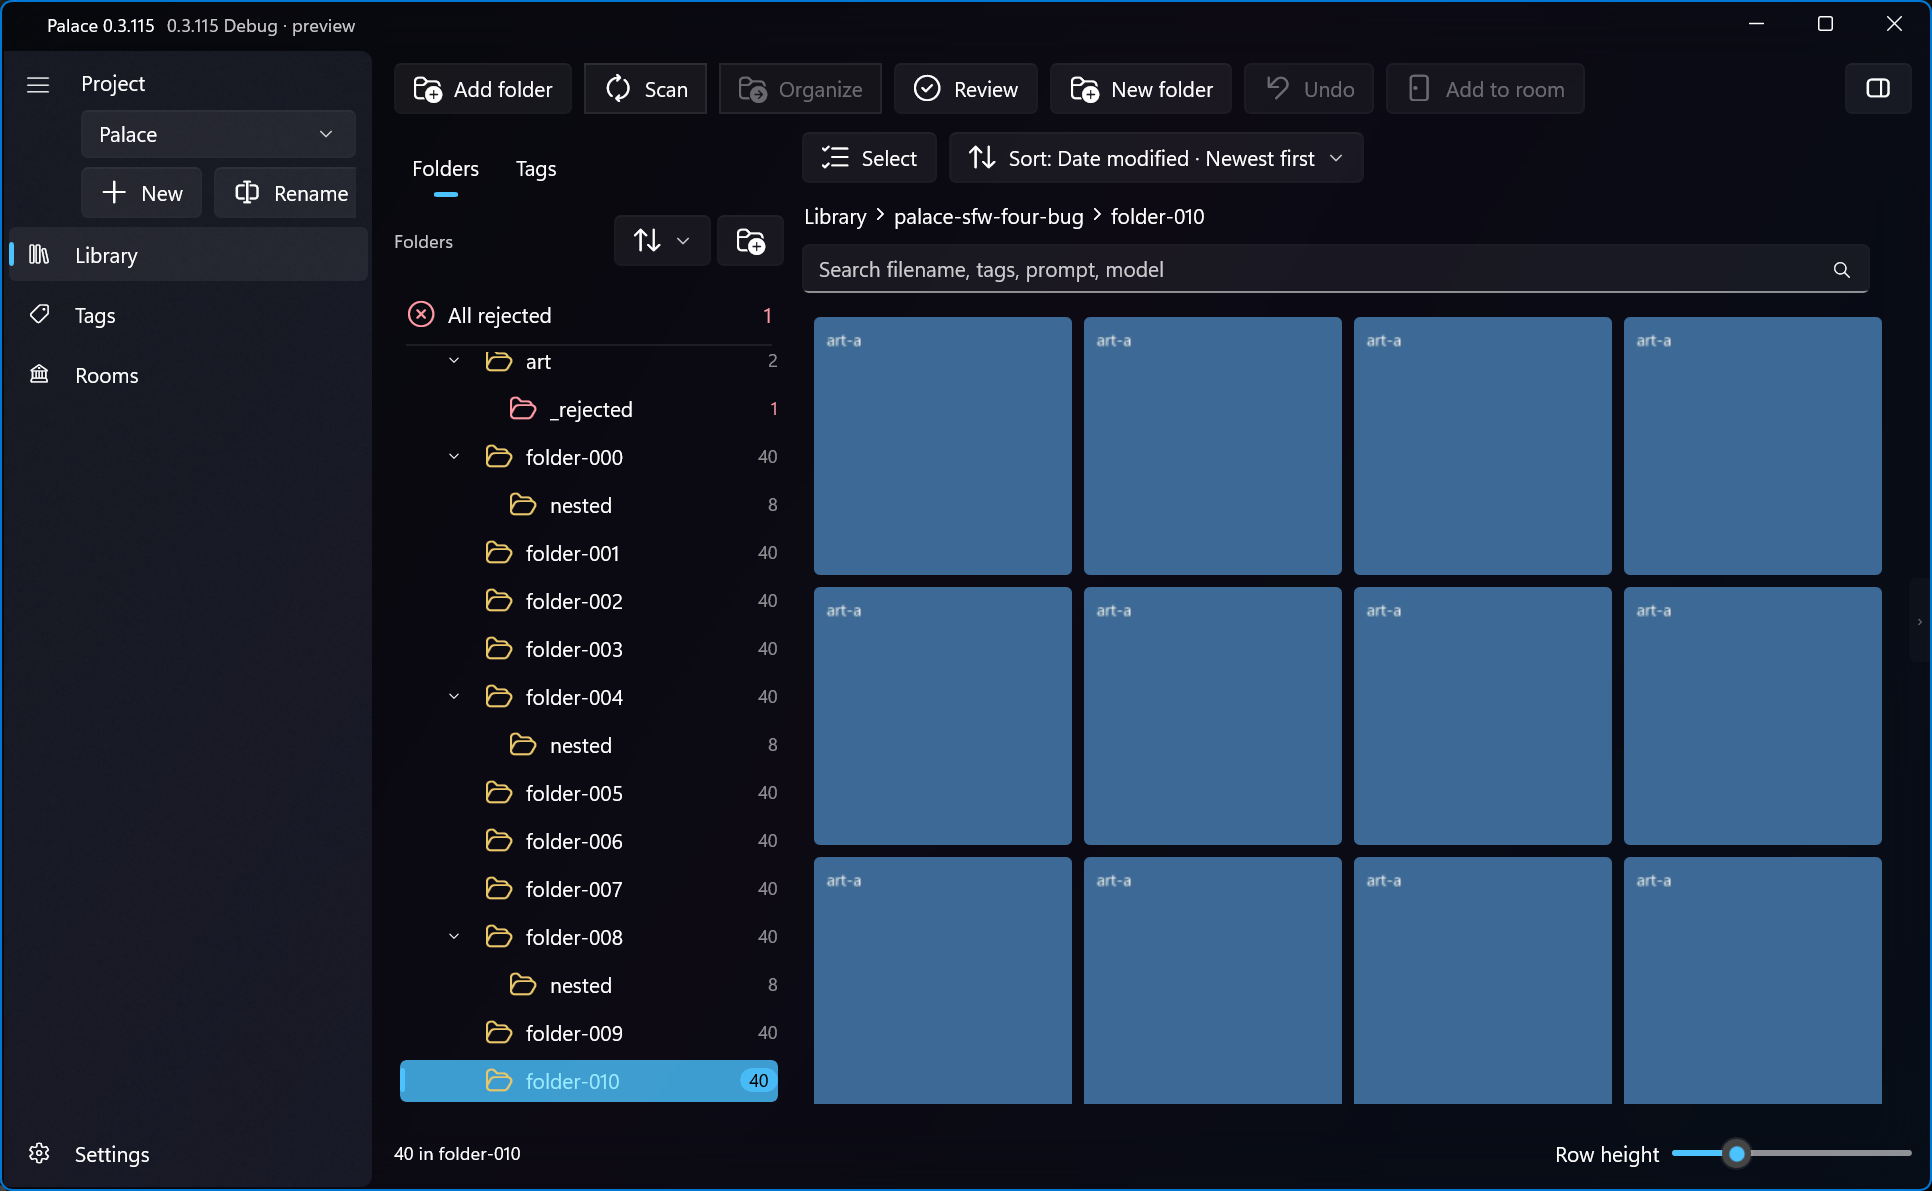 Palace 0.3.115 0.3.115 Debug · preview
Project
Palace
New
Rename
Library
Tags
Rooms
Settings
Add folder
Scan
Organize
Review
New folder
Undo
Add to room
Folders
Tags
Folders
All rejected 1
art 2
_rejected 1
folder-000 40
nested 8
folder-001 40
folder-002 40
folder-003 40
folder-004 40
nested 8
folder-005 40
folder-006 40
folder-007 40
folder-008 40
nested 8
folder-009 40
folder-010 40
40 in folder-010
Select
Sort: Date modified · Newest first
Library > palace-sfw-four-bug > folder-010
Search filename, tags, prompt, model
art-a art-a art-a art-a
art-a art-a art-a art-a
art-a art-a art-a art-a
Row height